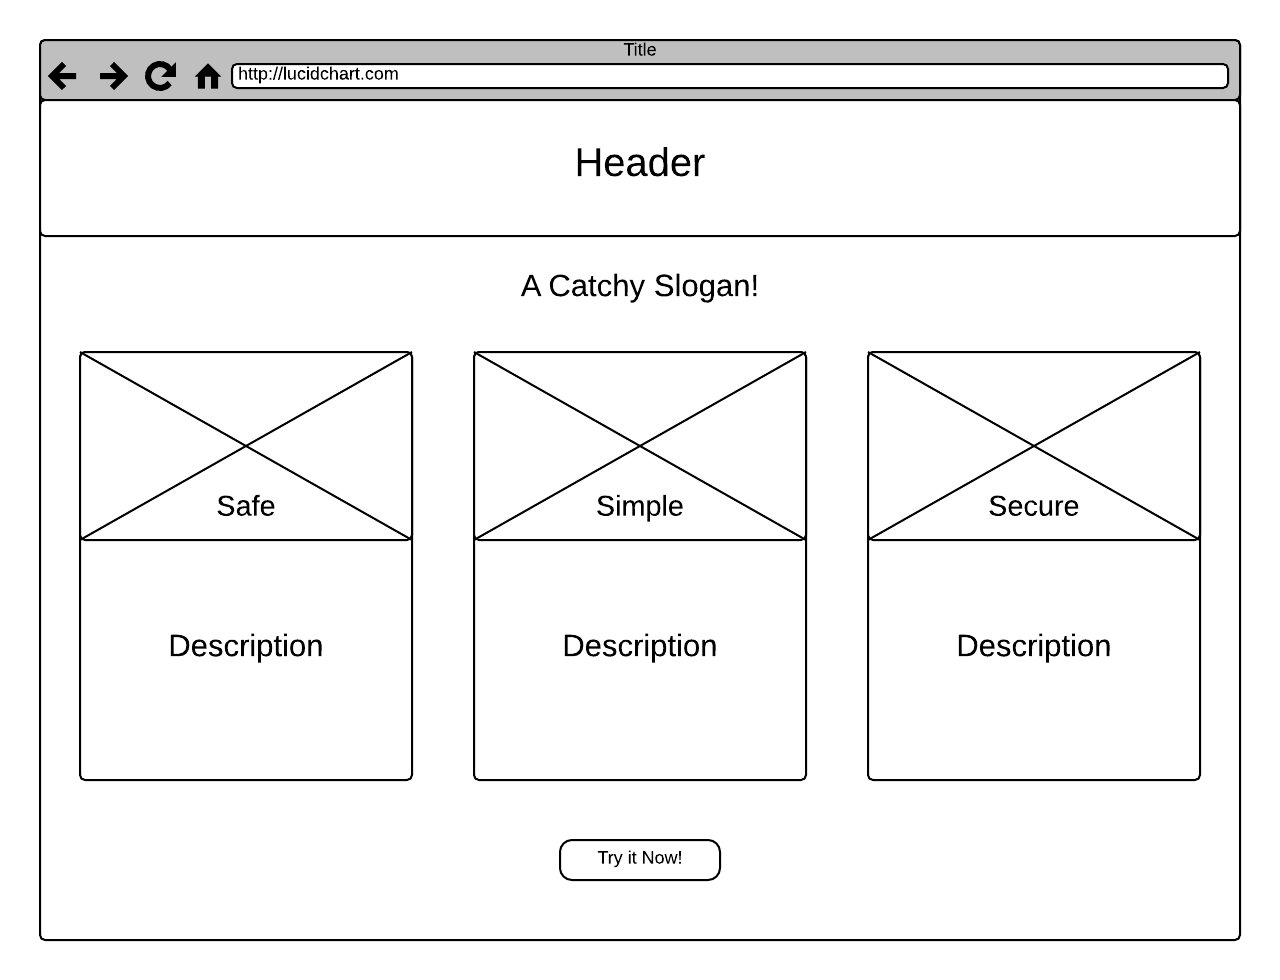 Title
http://lucidchart.com
Header
A Catchy Slogan!
Safe
Simple
Secure
Description
Description
Description
Try it Now!